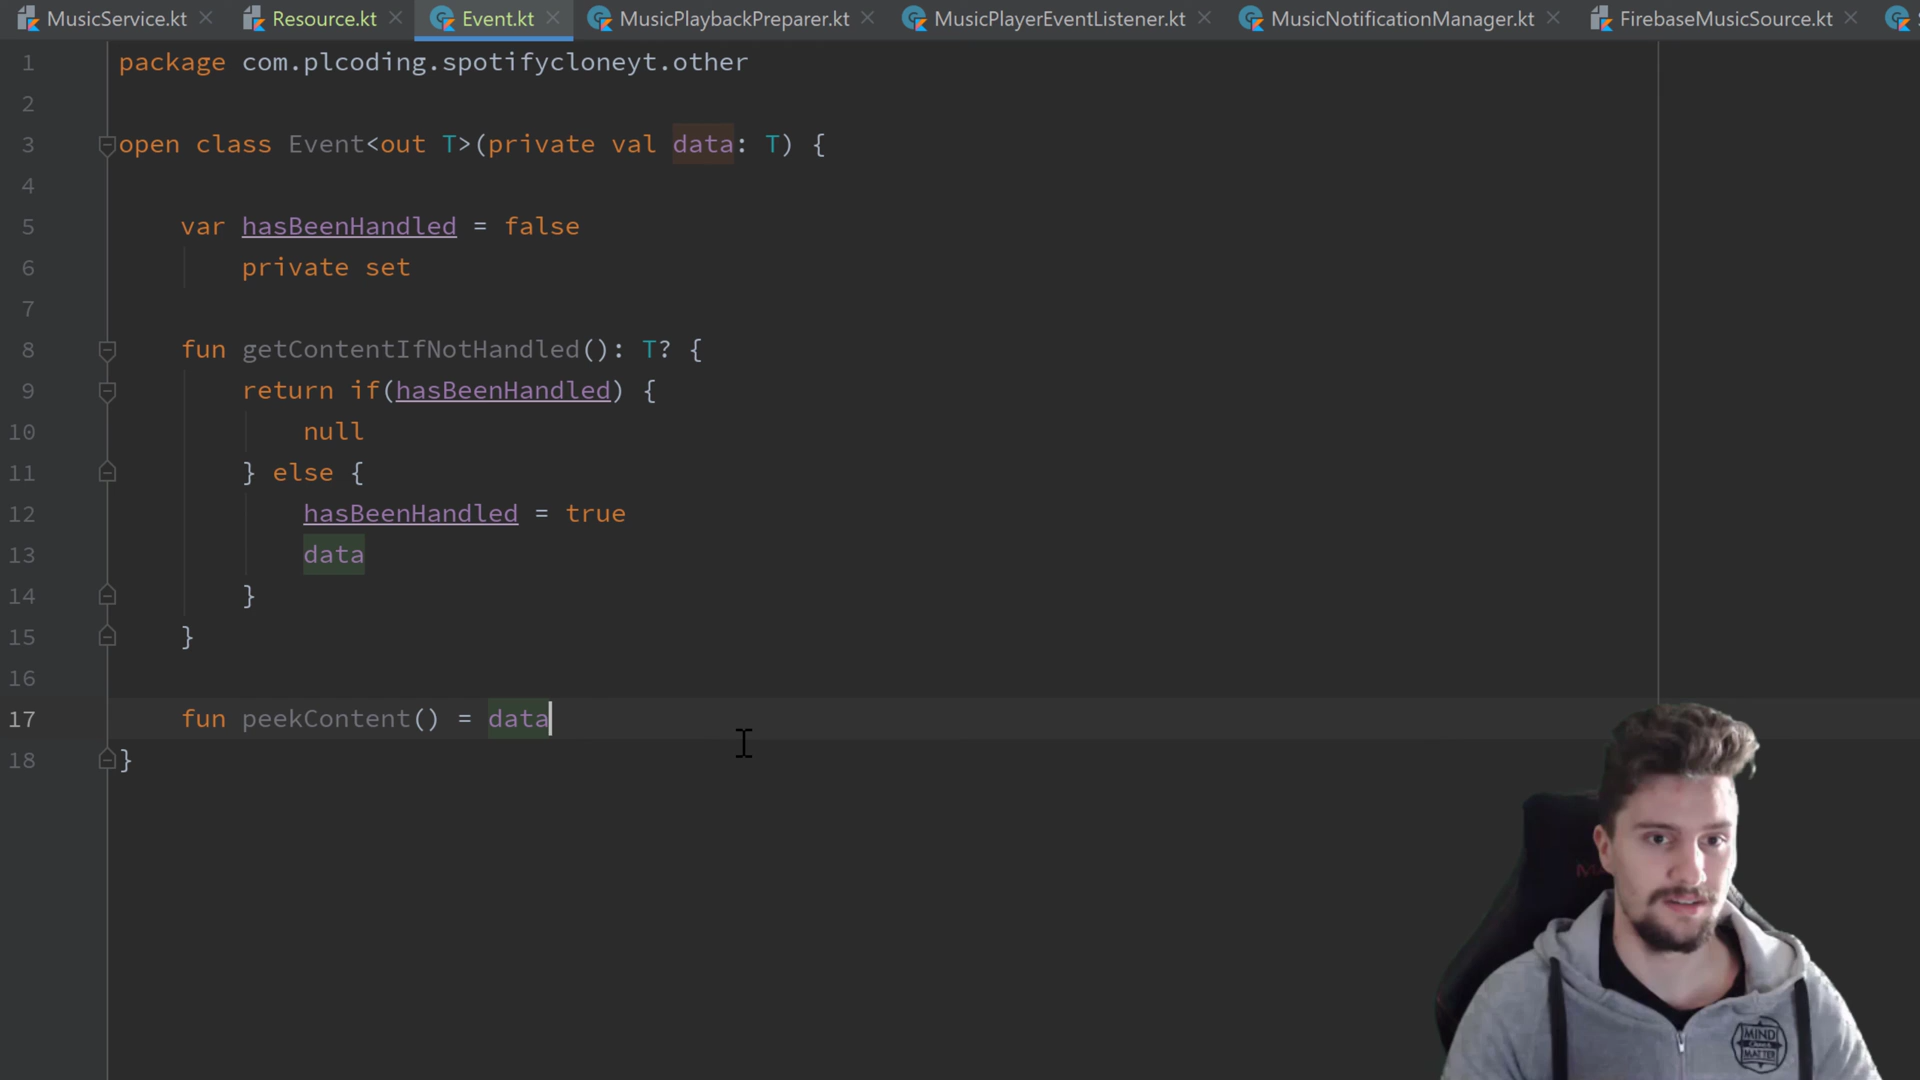 MusicService.kt Resource.kt Event.kt MusicPlaybackPreparer.kt MusicPlayerEventListener.kt MusicNotificationManager.kt FirebaseMusicSource.kt
1 package com.plcoding.spotifycloneyt.other
2
3 open class Event<out T>(private val data: T) {
4
5 var hasBeenHandled = false
6 private set
7
8 fun getContentIfNotHandled(): T? {
9 return if(hasBeenHandled) {
10 null
11 } else {
12 hasBeenHandled = true
13 data
14 }
15 }
16
17 fun peekContent() = data
18 }
MIND
MATTER